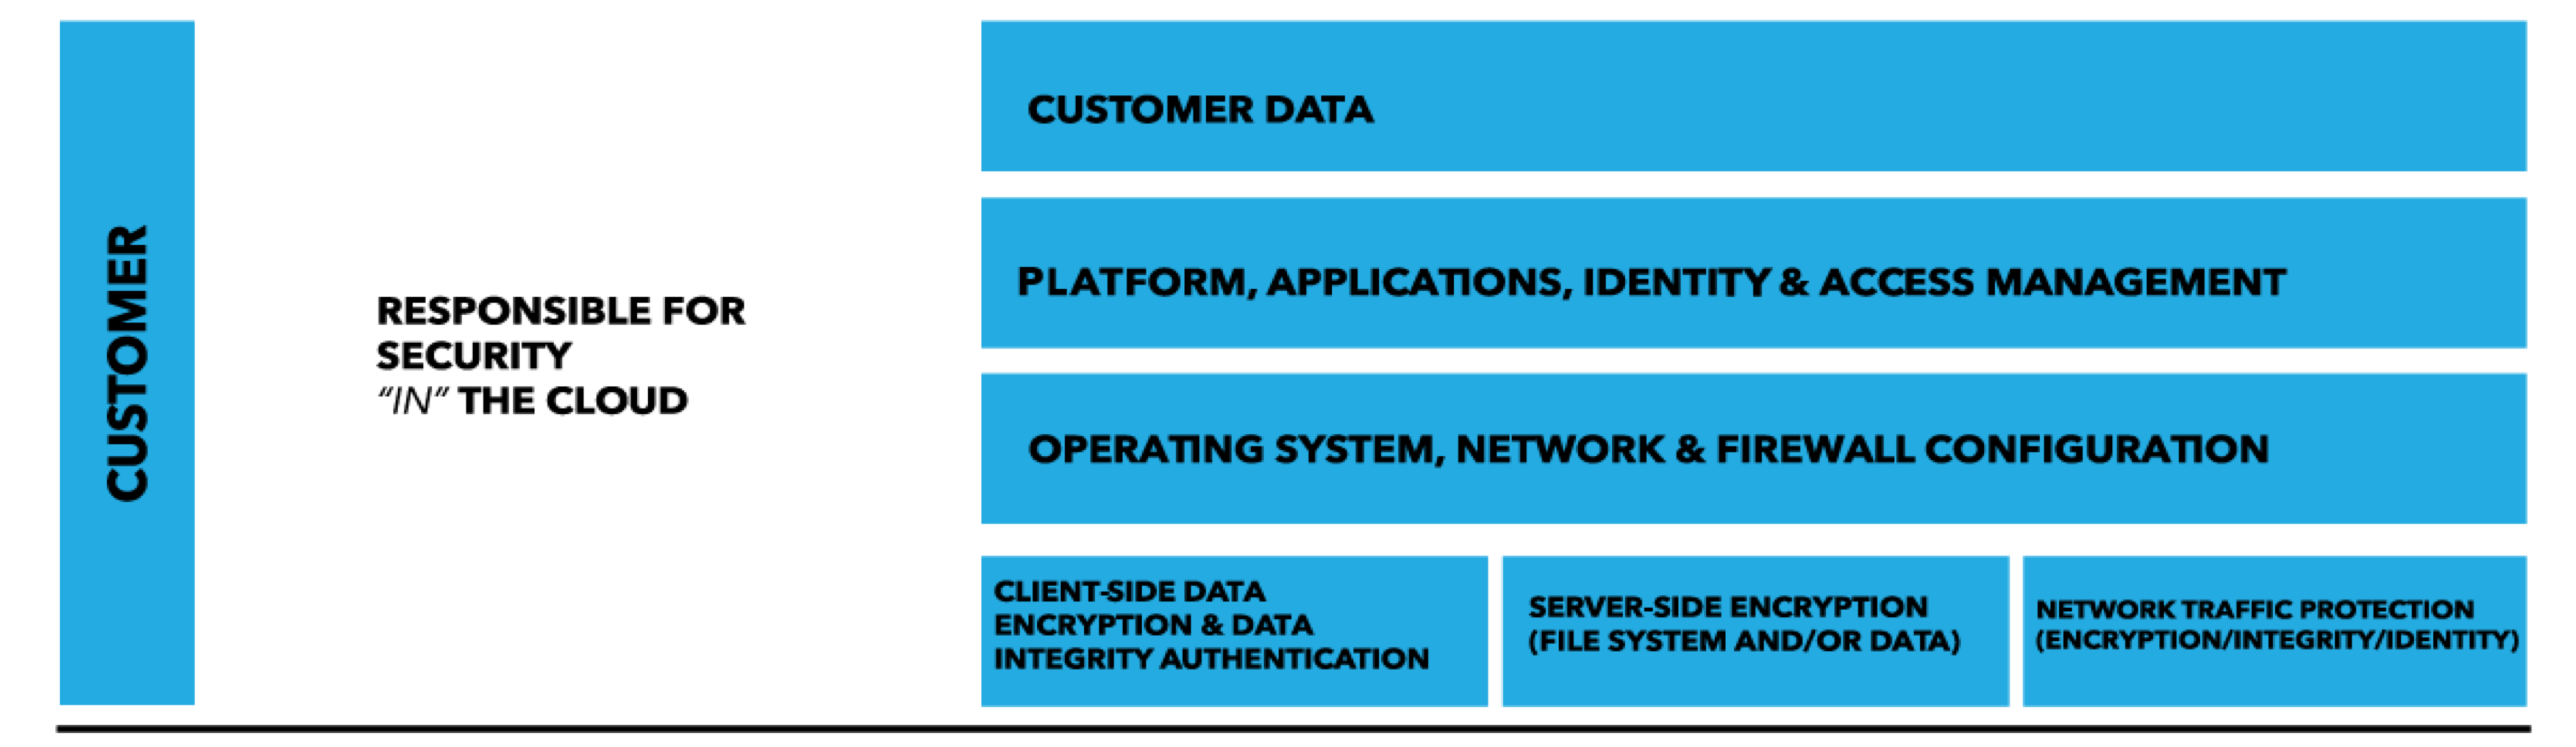 CUSTOMER
RESPONSIBLE FOR
SECURITY
“IN” THE CLOUD
CUSTOMER DATA
PLATFORM, APPLICATIONS, IDENTITY & ACCESS MANAGEMENT
OPERATING SYSTEM, NETWORK & FIREWALL CONFIGURATION
CLIENT-SIDE DATA
ENCRYPTION & DATA
INTEGRITY AUTHENTICATION
SERVER-SIDE ENCRYPTION
(FILE SYSTEM AND/OR DATA)
NETWORK TRAFFIC PROTECTION
(ENCRYPTION/INTEGRITY/IDENTITY)